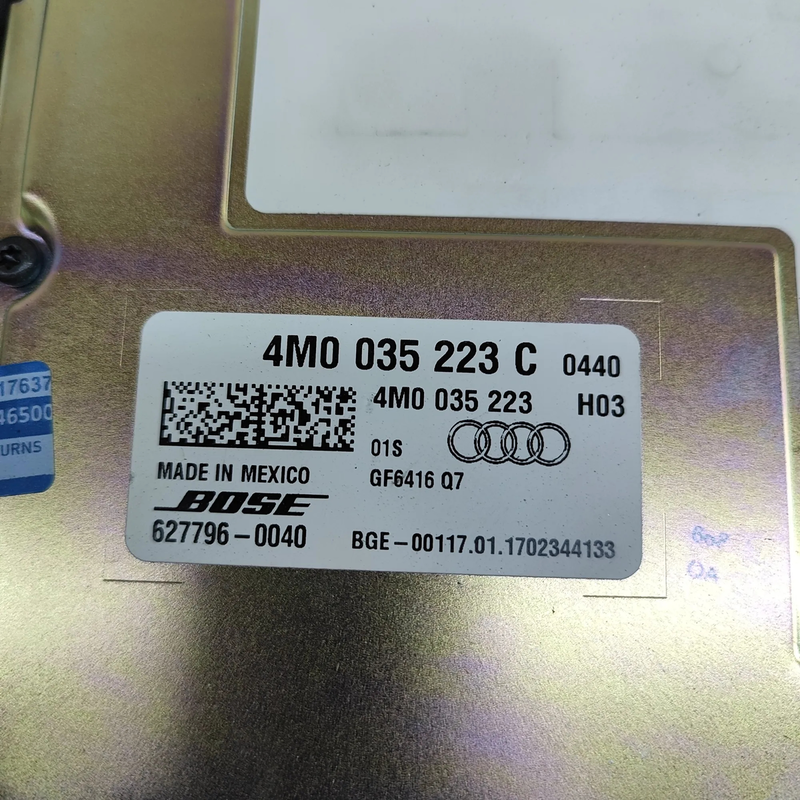 4M0 035 223 C 0440
4M0 035 223 H03
01S
GF6416 Q7
MADE IN MEXICO
BOSE
627796-0040
BGE-00117.01.1702344133
17637
46500
URNS
QA